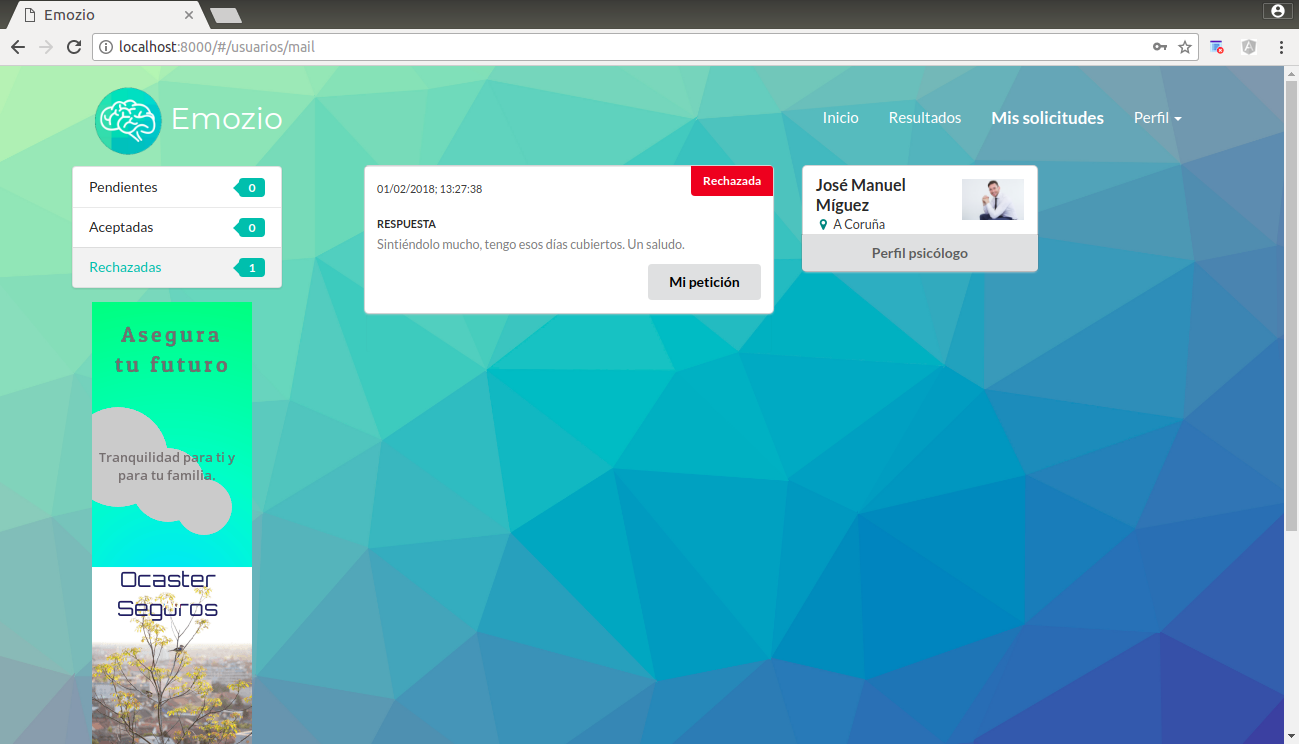 Emozio
localhost:8000/#/usuarios/mail
Emozio
Inicio
Resultados
Mis solicitudes
Perfil
Pendientes
0
Aceptadas
0
Rechazadas
1
01/02/2018; 13:27:38
Rechazada
RESPUESTA
Sintiéndolo mucho, tengo esos días cubiertos. Un saludo.
Mi petición
José Manuel
Míguez
A Coruña
Perfil psicólogo
Asegura
tu futuro
Tranquilidad para ti y
para tu familia.
Ocaster
Seguros